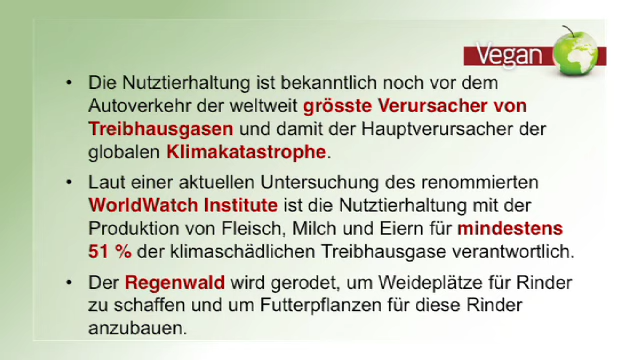 Vegan
• Die Nutztierhaltung ist bekanntlich noch vor dem
Autoverkehr der weltweit grösste Verursacher von
Treibhausgasen und damit der Hauptverursacher der
globalen Klimakatastrophe.
• Laut einer aktuellen Untersuchung des renommierten
WorldWatch Institute ist die Nutztierhaltung mit der
Produktion von Fleisch, Milch und Eiern für mindestens
51 % der klimaschädlichen Treibhausgase verantwortlich.
• Der Regenwald wird gerodet, um Weideplätze für Rinder
zu schaffen und um Futterpflanzen für diese Rinder
anzubauen.